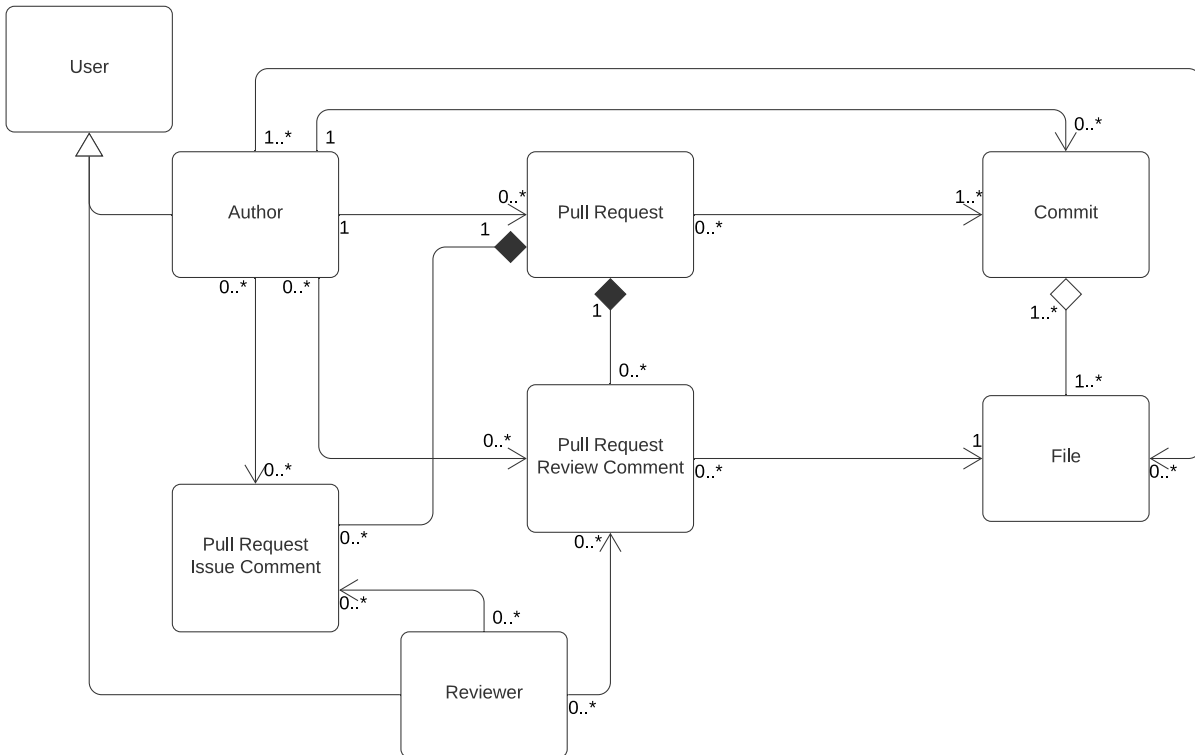 User
1..*
1
0..*
Author
0..*
Pull Request
1..*
Commit
1
1
0..*
0..*
0..*
1
1..*
0..*
1..*
0..*
Pull Request
Review Comment
1
File
0..*
0..*
0..*
Pull Request
Issue Comment
0..*
0..*
0..*
0..*
Reviewer
0..*